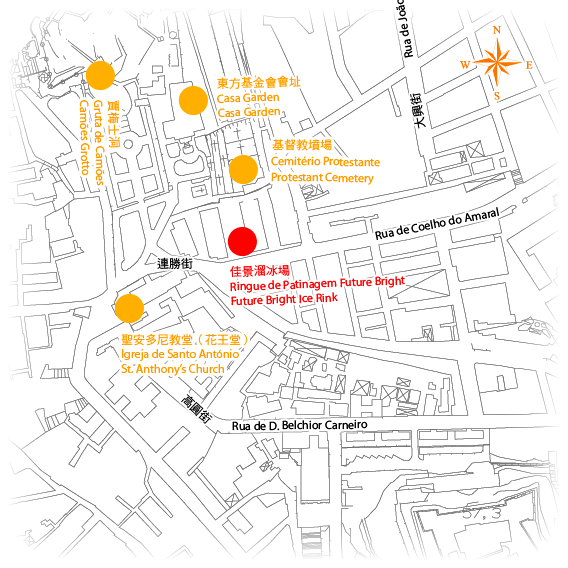 Rua de João
N
W
E
S
大興街
東方基金會會址
Casa Garden
Casa Garden
賈梅士洞
Gruta de Camões
Camões Grotto
基督教墳場
Cemitério Protestante
Protestant Cemetery
Rua de Coelho do Amaral
連勝街
佳景溜冰場
Ringue de Patinagem Future Bright
Future Bright Ice Rink
聖安多尼教堂（花王堂）
Igreja de Santo António
St. Anthony's Church
高園街
Rua de D. Belchior Carneiro
57,3